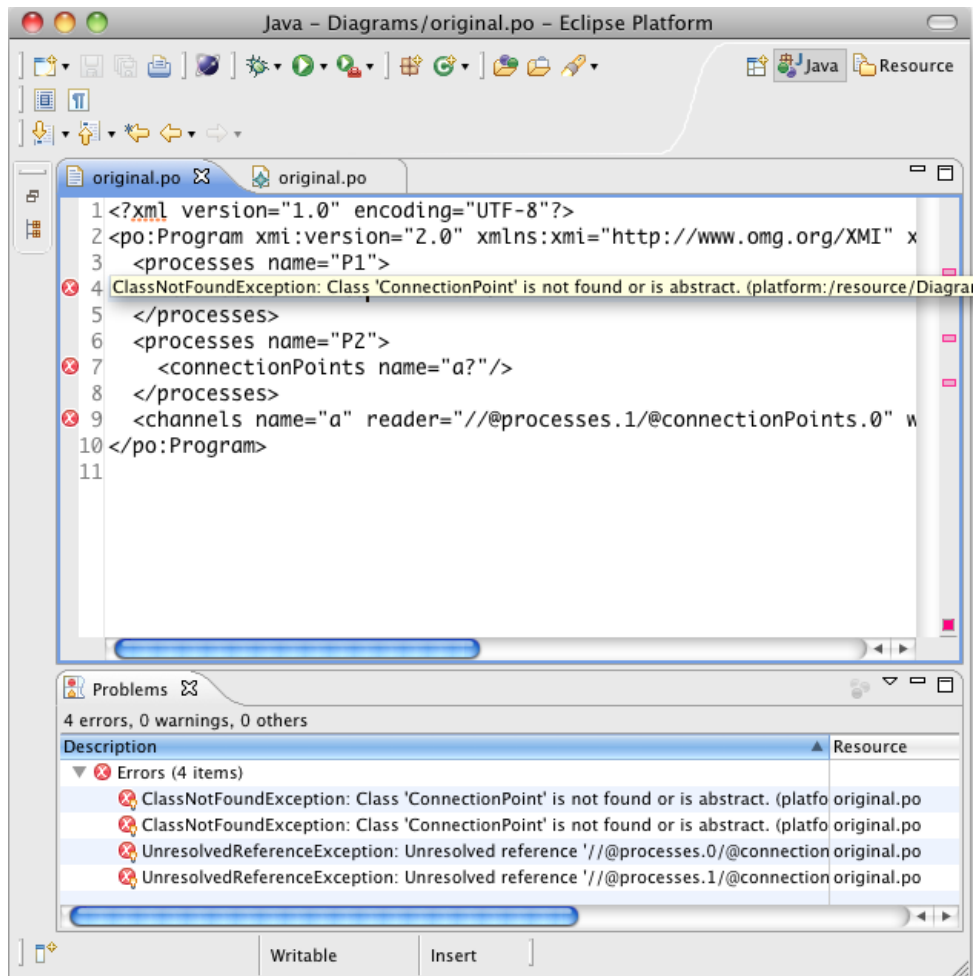 Java – Diagrams/original.po – Eclipse Platform
Java Resource
original.po original.po
1 <?xml version="1.0" encoding="UTF-8"?>
2 <po:Program xmi:version="2.0" xmlns:xmi="http://www.omg.org/XMI" x
3 <processes name="P1">
4 ClassNotFoundException: Class 'ConnectionPoint' is not found or is abstract. (platform:/resource/Diagra
5 </processes>
6 <processes name="P2">
7 <connectionPoints name="a?"/>
8 </processes>
9 <channels name="a" reader="//@processes.1/@connectionPoints.0" w
10 </po:Program>
11
Problems
4 errors, 0 warnings, 0 others
Description Resource
Errors (4 items)
ClassNotFoundException: Class 'ConnectionPoint' is not found or is abstract. (platfo original.po
ClassNotFoundException: Class 'ConnectionPoint' is not found or is abstract. (platfo original.po
UnresolvedReferenceException: Unresolved reference '//@processes.0/@connection original.po
UnresolvedReferenceException: Unresolved reference '//@processes.1/@connection original.po
Writable Insert